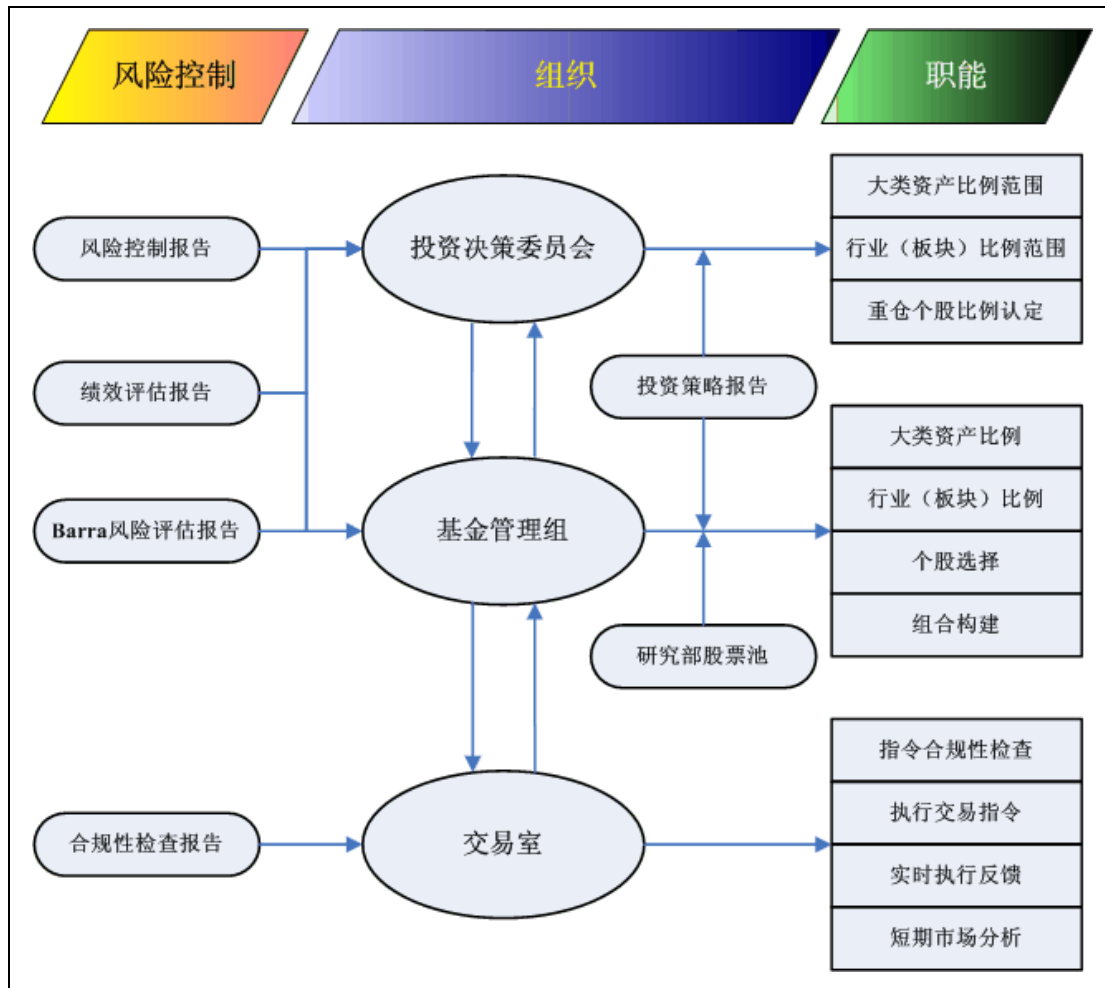 风险控制
组织
职能
风险控制报告
绩效评估报告
Barra风险评估报告
合规性检查报告
投资决策委员会
基金管理组
交易室
投资策略报告
研究部股票池
大类资产比例范围
行业（板块）比例范围
重仓个股比例认定
大类资产比例
行业（板块）比例
个股选择
组合构建
指令合规性检查
执行交易指令
实时执行反馈
短期市场分析